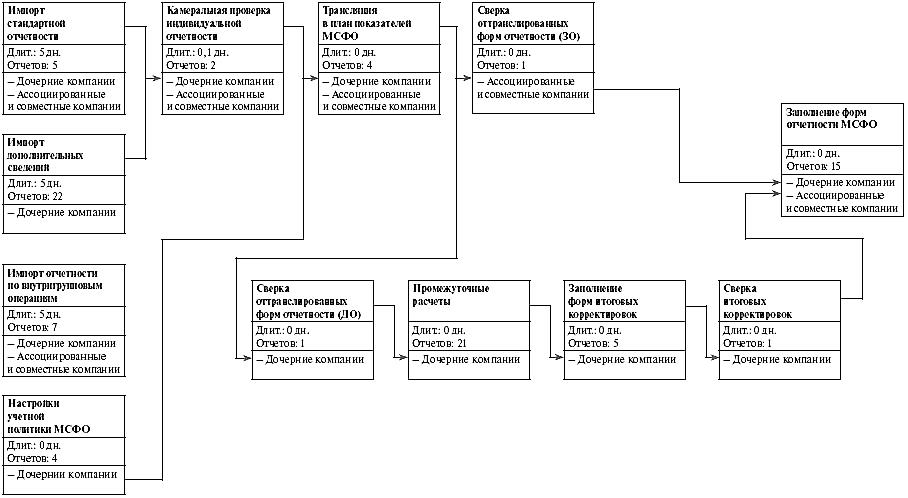 Импорт
стандартной
отчетности
Длит.: 5 дн.
Отчетов: 5
– Дочерние компании
– Ассоциированные
и совместные компании
Камеральная проверка
индивидуальной
отчетности
Длит.: 0,1 дн.
Отчетов: 2
– Дочерние компании
– Ассоциированные
и совместные компании
Трансляция
в план показателей
МСФО
Длит.: 0 дн.
Отчетов: 4
– Дочерние компании
– Ассоциированные
и совместные компании
Сверка
оттранслированных
форм отчетности (ЗО)
Длит.: 0 дн.
Отчетов: 1
– Ассоциированные
и совместные компании
Заполнение форм
отчетности МСФО
Длит.: 0 дн.
Отчетов: 15
– Дочерние компании
– Ассоциированные
и совместные компании
Импорт
дополнительных
сведений
Длит.: 5 дн.
Отчетов: 22
– Дочерние компании
Импорт отчетности
по внутригрупповым
операциям
Длит.: 5 дн.
Отчетов: 7
– Дочерние компании
– Ассоциированные
и совместные компании
Сверка
оттранслированных
форм отчетности (ДО)
Длит.: 0 дн.
Отчетов: 1
– Дочерние компании
Промежуточные
расчеты
Длит.: 0 дн.
Отчетов: 21
– Дочерние компании
Заполнение
форм итоговых
корректировок
Длит.: 0 дн.
Отчетов: 5
– Дочерние компании
Сверка
итоговых
корректировок
Длит.: 0 дн.
Отчетов: 1
– Дочерние компании
Настройки
учетной
политики МСФО
Длит.: 0 дн.
Отчетов: 4
– Дочернии компании